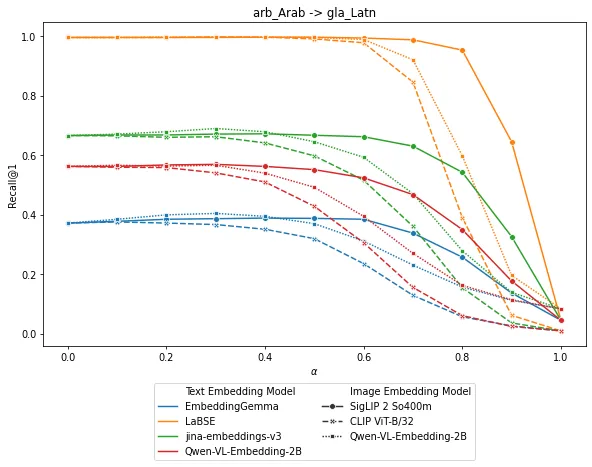 arb_Arab -> gla_Latn
Recall@1
1.0
0.8
0.6
0.4
0.2
0.0
0.0 0.2 0.4 0.6 0.8 1.0
α
Text Embedding Model Image Embedding Model
EmbeddingGemma SigLIP 2 So400m
LaBSE CLIP ViT-B/32
jina-embeddings-v3 Qwen-VL-Embedding-2B
Qwen-VL-Embedding-2B